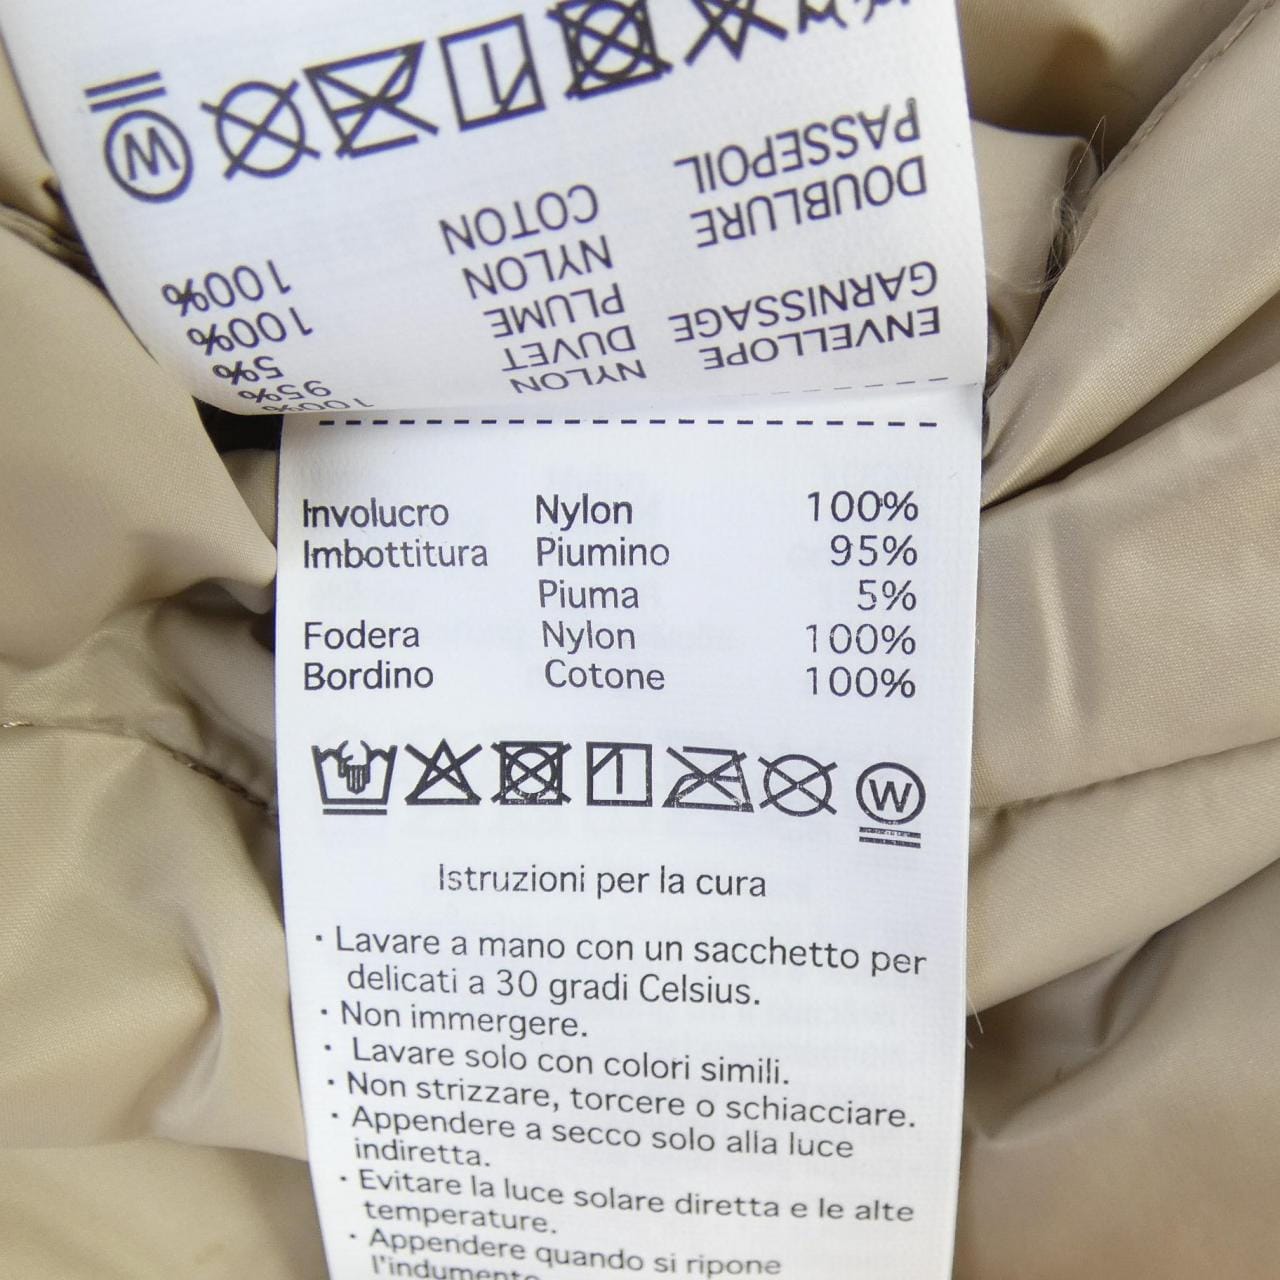 ENVELOPPE NYLON 100%
GARNISSAGE DUVET 95%
PLUME 5%
DOUBLURE NYLON 100%
PASSEPOIL COTON 100%
W
Involucro Nylon 100%
Imbottitura Piumino 95%
Piuma 5%
Fodera Nylon 100%
Bordino Cotone 100%
W
Istruzioni per la cura
· Lavare a mano con un sacchetto per
delicati a 30 gradi Celsius.
· Non immergere.
· Lavare solo con colori simili.
· Non strizzare, torcere o schiacciare.
· Appendere a secco solo alla luce
indiretta.
· Evitare la luce solare diretta e le alte
temperature.
· Appendere quando si ripone
l'indumento